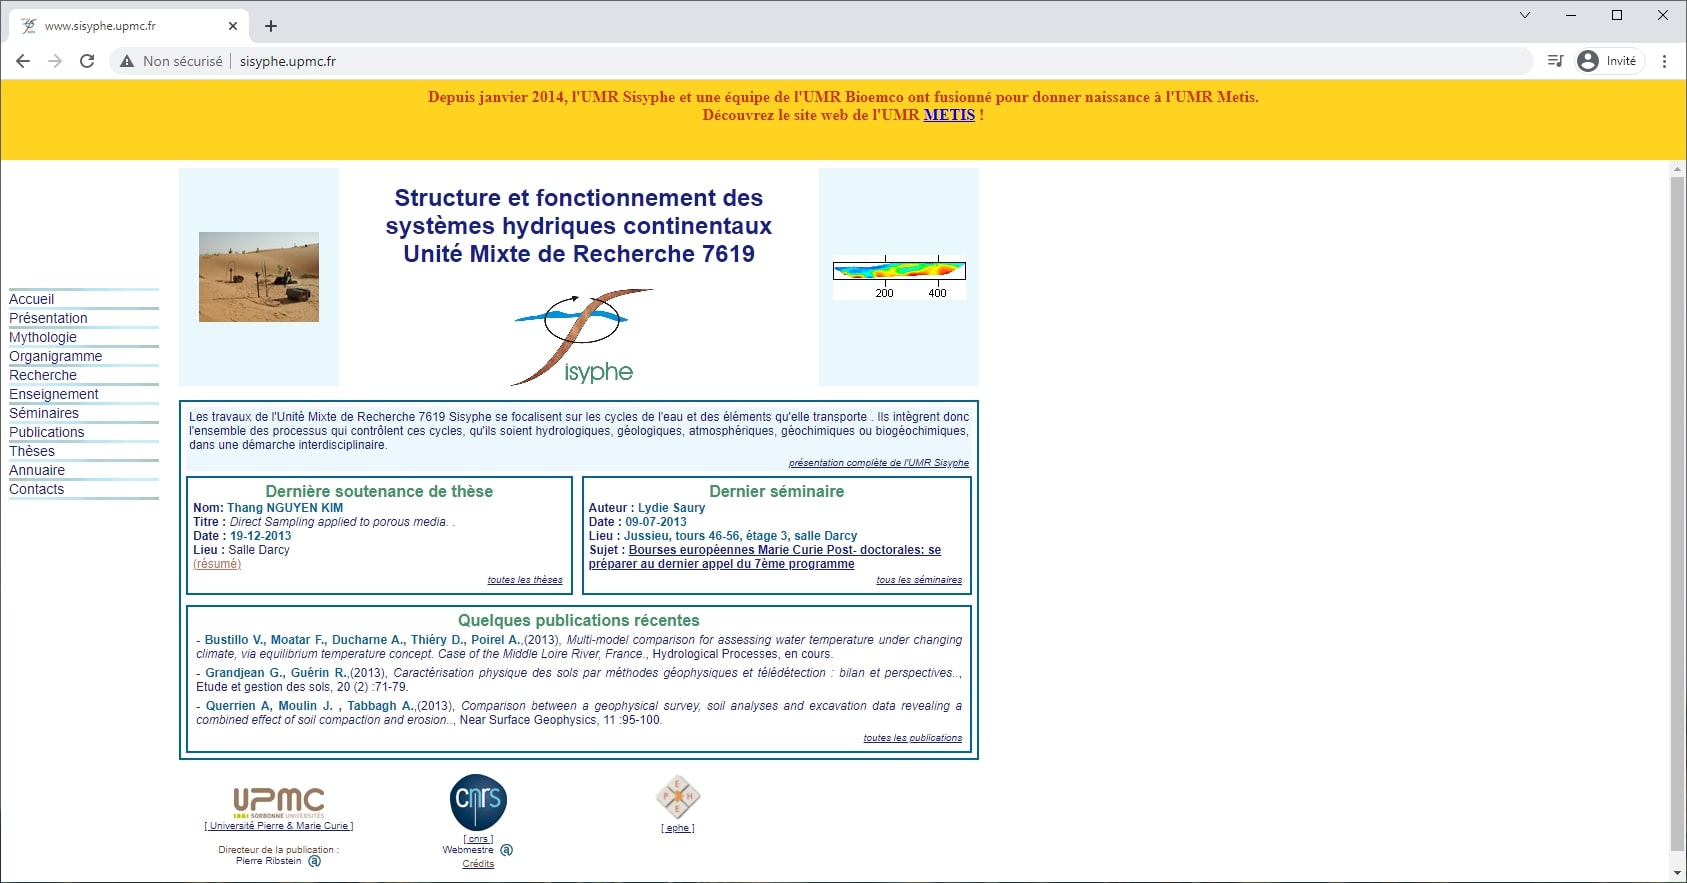 www.sisyphe.upmc.fr
Non sécurisé
sisyphe.upmc.fr
Invité
Depuis janvier 2014, l'UMR Sisyphe et une équipe de l'UMR Bioemco ont fusionné pour donner naissance à l'UMR Metis.
Découvrez le site web de l'UMR METIS !
Accueil
Présentation
Mythologie
Organigramme
Recherche
Enseignement
Séminaires
Publications
Thèses
Annuaire
Contacts
Structure et fonctionnement des
systèmes hydriques continentaux
Unité Mixte de Recherche 7619
isyphe
200 400
Les travaux de l'Unité Mixte de Recherche 7619 Sisyphe se focalisent sur les cycles de l'eau et des éléments qu'elle transporte . Ils intègrent donc
l'ensemble des processus qui contrôlent ces cycles, qu'ils soient hydrologiques, géologiques, atmosphériques, géochimiques ou biogéochimiques,
dans une démarche interdisciplinaire.
présentation complète de l'UMR Sisyphe
Dernière soutenance de thèse
Nom: Thang NGUYEN KIM
Titre : Direct Sampling applied to porous media. .
Date : 19-12-2013
Lieu : Salle Darcy
(résumé)
toutes les thèses
Dernier séminaire
Auteur : Lydie Saury
Date : 09-07-2013
Lieu : Jussieu, tours 46-56, étage 3, salle Darcy
Sujet : Bourses européennes Marie Curie Post- doctorales: se
préparer au dernier appel du 7ème programme
tous les séminaires
Quelques publications récentes
- Bustillo V., Moatar F., Ducharne A., Thiéry D., Poirel A.,(2013), Multi-model comparison for assessing water temperature under changing
climate, via equilibrium temperature concept. Case of the Middle Loire River, France., Hydrological Processes, en cours.
- Grandjean G., Guérin R.,(2013), Caractérisation physique des sols par méthodes géophysiques et télédétection : bilan et perspectives..,
Etude et gestion des sols, 20 (2) :71-79.
- Querrien A, Moulin J. , Tabbagh A.,(2013), Comparison between a geophysical survey, soil analyses and excavation data revealing a
combined effect of soil compaction and erosion.., Near Surface Geophysics, 11 :95-100.
toutes les publications
UPMC
SORBONNE UNIVERSITÉS
[ Université Pierre & Marie Curie ]
Directeur de la publication :
Pierre Ribstein @
cnrs
[ cnrs ]
Webmestre @
Crédits
E
P H
E
[ ephe ]